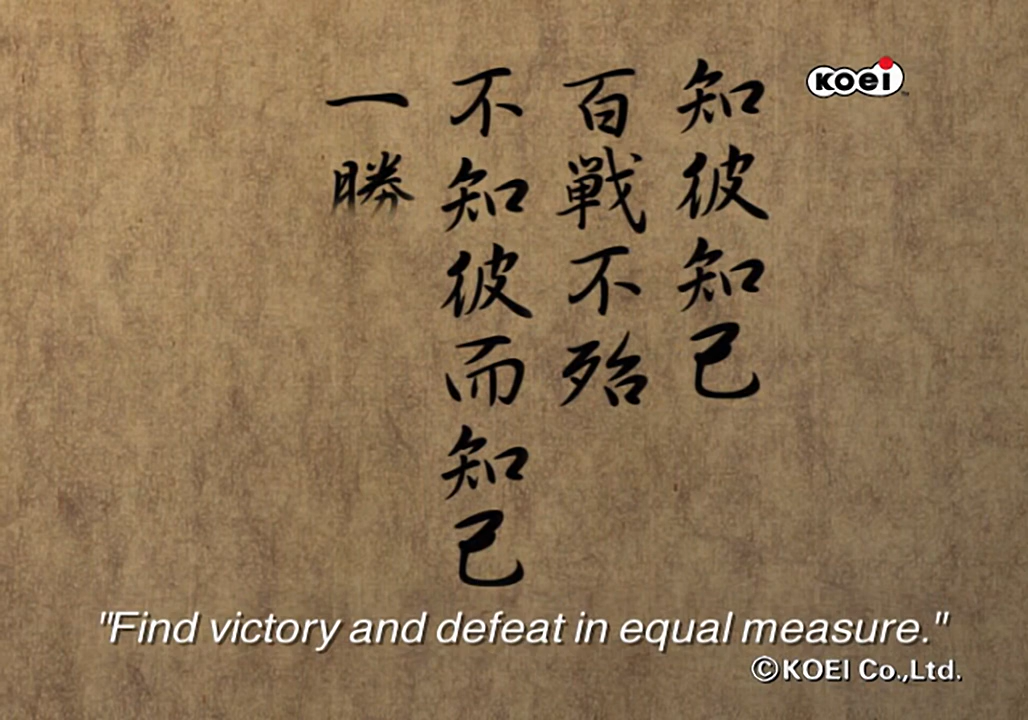 知彼知己
百戦不殆
不知彼而知己
一勝
KOEI
"Find victory and defeat in equal measure."
©KOEI Co.,Ltd.